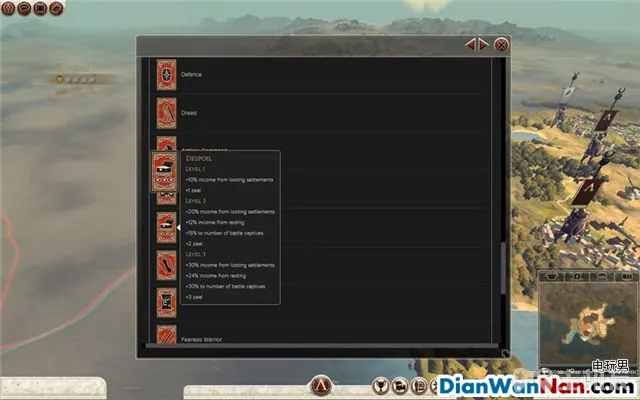 Defence
Dread
DESPOIL
LEVEL 1
+10% income from looting settlements
+1 zeal
LEVEL 2
+20% income from looting settlements
+12% income from raiding
+15% to number of battle captives
+2 zeal
LEVEL 3
+30% income from looting settlements
+24% income from raiding
+30% to number of battle captives
+3 zeal
Fearless Warrior
电玩男
DianWanNan.com